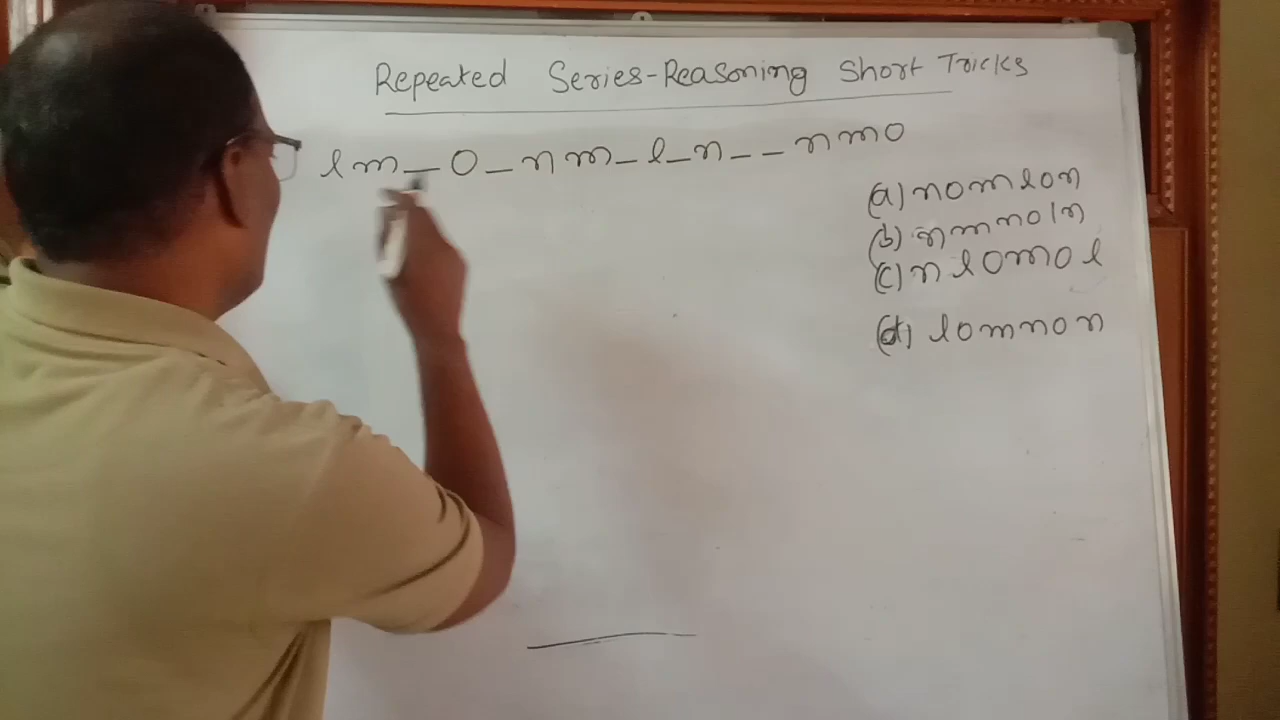 Repeated Series-Reasoning Short Tricks
l m _ o _ n m _ l _ n _ _ n m o
(a) n o m l o n
(b) n m n o l n
(c) n l o m o l
(d) l o m n o n